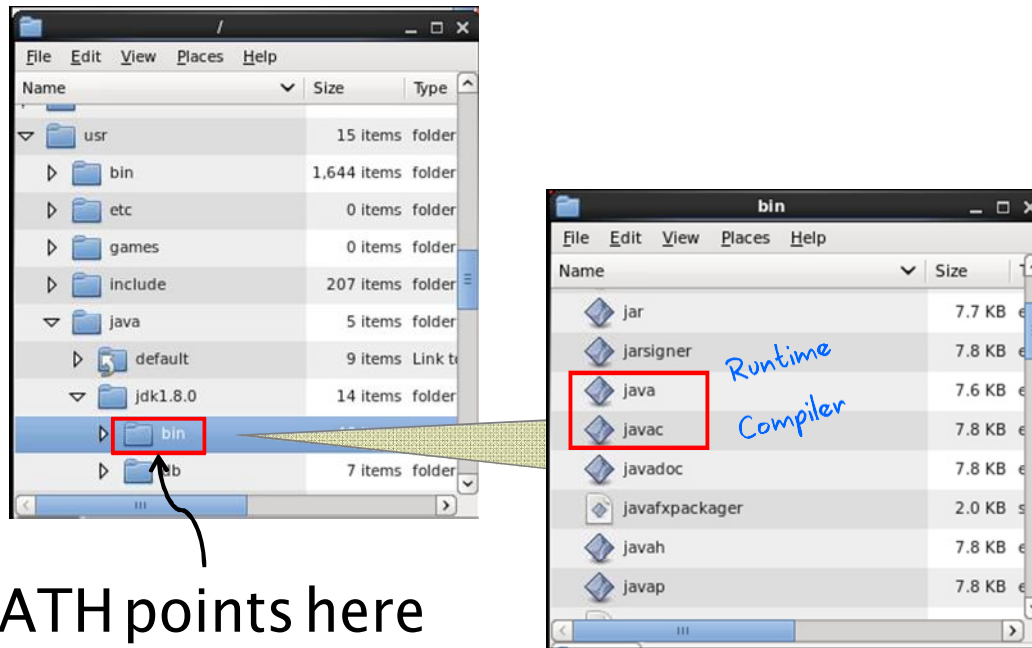 /
File Edit View Places Help
Name Size Type
usr 15 items folder
bin 1,644 items folder
etc 0 items folder
games 0 items folder
include 207 items folder
java 5 items folder
default 9 items Link
jdk1.8.0 14 items folder
bin
7 items folder
ATH points here
bin
File Edit View Places Help
Name Size
jar 7.7 KB
jarsigner 7.8 KB
Runtime
java 7.6 KB
Compiler
javac 7.8 KB
javadoc 7.8 KB
javafxpackager 2.0 KB
javah 7.8 KB
javap 7.8 KB